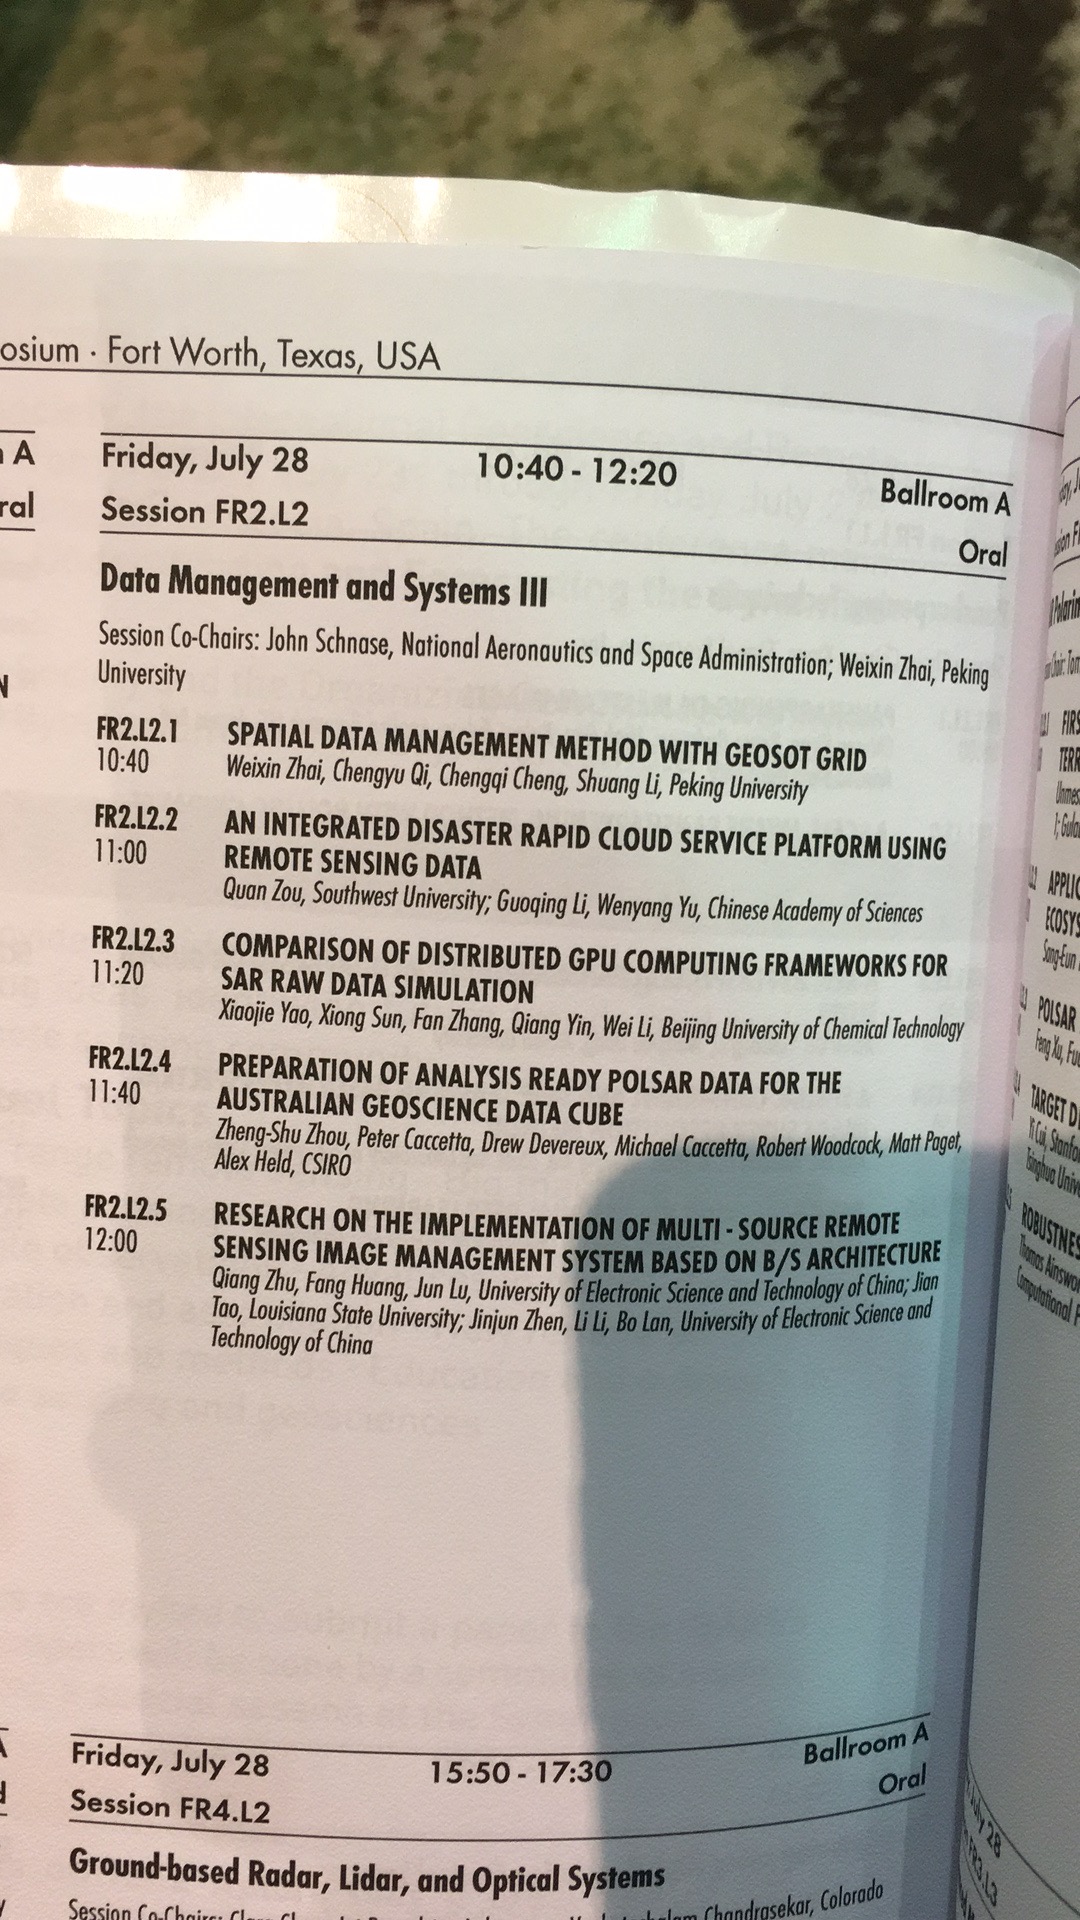 osium · Fort Worth, Texas, USA
Friday, July 28 10:40 - 12:20 Ballroom A
Session FR2.L2 Oral
Data Management and Systems III
Session Co-Chairs: John Schnase, National Aeronautics and Space Administration; Weixin Zhai, Peking
University
FR2.L2.1 SPATIAL DATA MANAGEMENT METHOD WITH GEOSOT GRID
10:40 Weixin Zhai, Chengyu Qi, Chengqi Cheng, Shuang Li, Peking University
FR2.L2.2 AN INTEGRATED DISASTER RAPID CLOUD SERVICE PLATFORM USING
11:00 REMOTE SENSING DATA
Quan Zou, Southwest University; Guoqing Li, Wenyang Yu, Chinese Academy of Sciences
FR2.L2.3 COMPARISON OF DISTRIBUTED GPU COMPUTING FRAMEWORKS FOR
11:20 SAR RAW DATA SIMULATION
Xiaojie Yao, Xiong Sun, Fan Zhang, Qiang Yin, Wei Li, Beijing University of Chemical Technology
FR2.L2.4 PREPARATION OF ANALYSIS READY POLSAR DATA FOR THE
11:40 AUSTRALIAN GEOSCIENCE DATA CUBE
Zheng-Shu Zhou, Peter Caccetta, Drew Devereux, Michael Caccetta, Robert Woodcock, Matt Paget,
Alex Held, CSIRO
FR2.L2.5 RESEARCH ON THE IMPLEMENTATION OF MULTI - SOURCE REMOTE
12:00 SENSING IMAGE MANAGEMENT SYSTEM BASED ON B/S ARCHITECTURE
Qiang Zhu, Fang Huang, Jun Lu, University of Electronic Science and Technology of China; Jian
Tao, Louisiana State University; Jinjun Zhen, Li Li, Bo Lan, University of Electronic Science and
Technology of China
Friday, July 28 15:50 - 17:30 Ballroom A
Session FR4.L2 Oral
Ground-based Radar, Lidar, and Optical Systems
Session Co-Chairs: Chandrasekar, Colorado